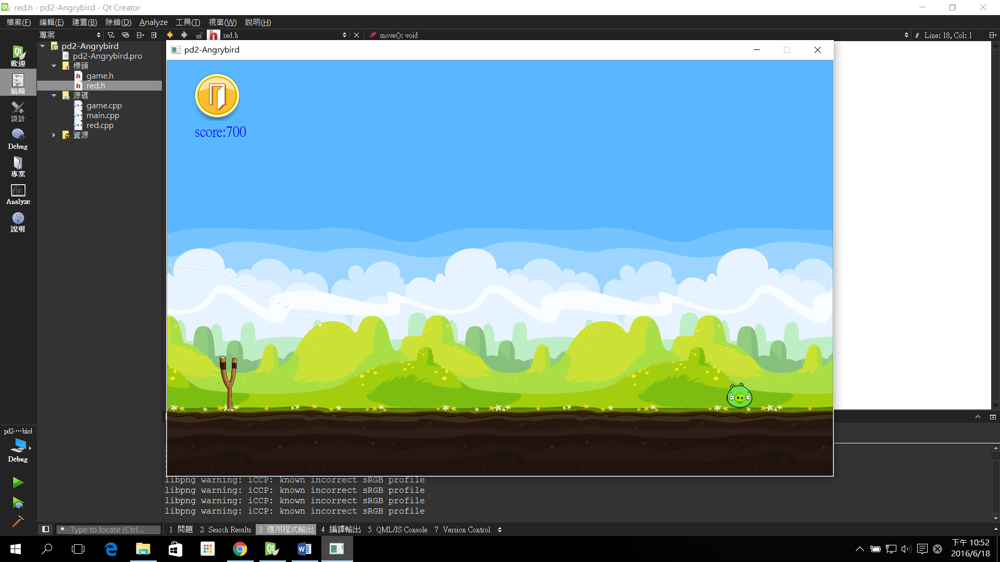 red.h - pd2-Angrybird - Qt Creator
檔案(F) 編輯(E) 建置(B) 除錯(D) Analyze 工具(T) 視窗(W) 說明(H)
專案
red.h
move(): void
# Line: 18, Col: 1
pd2-Angrybird
pd2-Angrybird.pro
標頭
game.h
red.h
源碼
game.cpp
main.cpp
red.cpp
資源
歡迎
編輯
設計
Debug
專案
Analyze
說明
pd2-Angrybird
score:700
pd2-⋯bird
Debug
libpng warning: iCCP: known incorrect sRGB profile
libpng warning: iCCP: known incorrect sRGB profile
libpng warning: iCCP: known incorrect sRGB profile
libpng warning: iCCP: known incorrect sRGB profile
Type to locate (Ctrl...
1 問題 2 Search Results 3 應用程式輸出 4 編譯輸出 5 QML/JS Console 7 Version Control
下午 10:52
2016/6/18